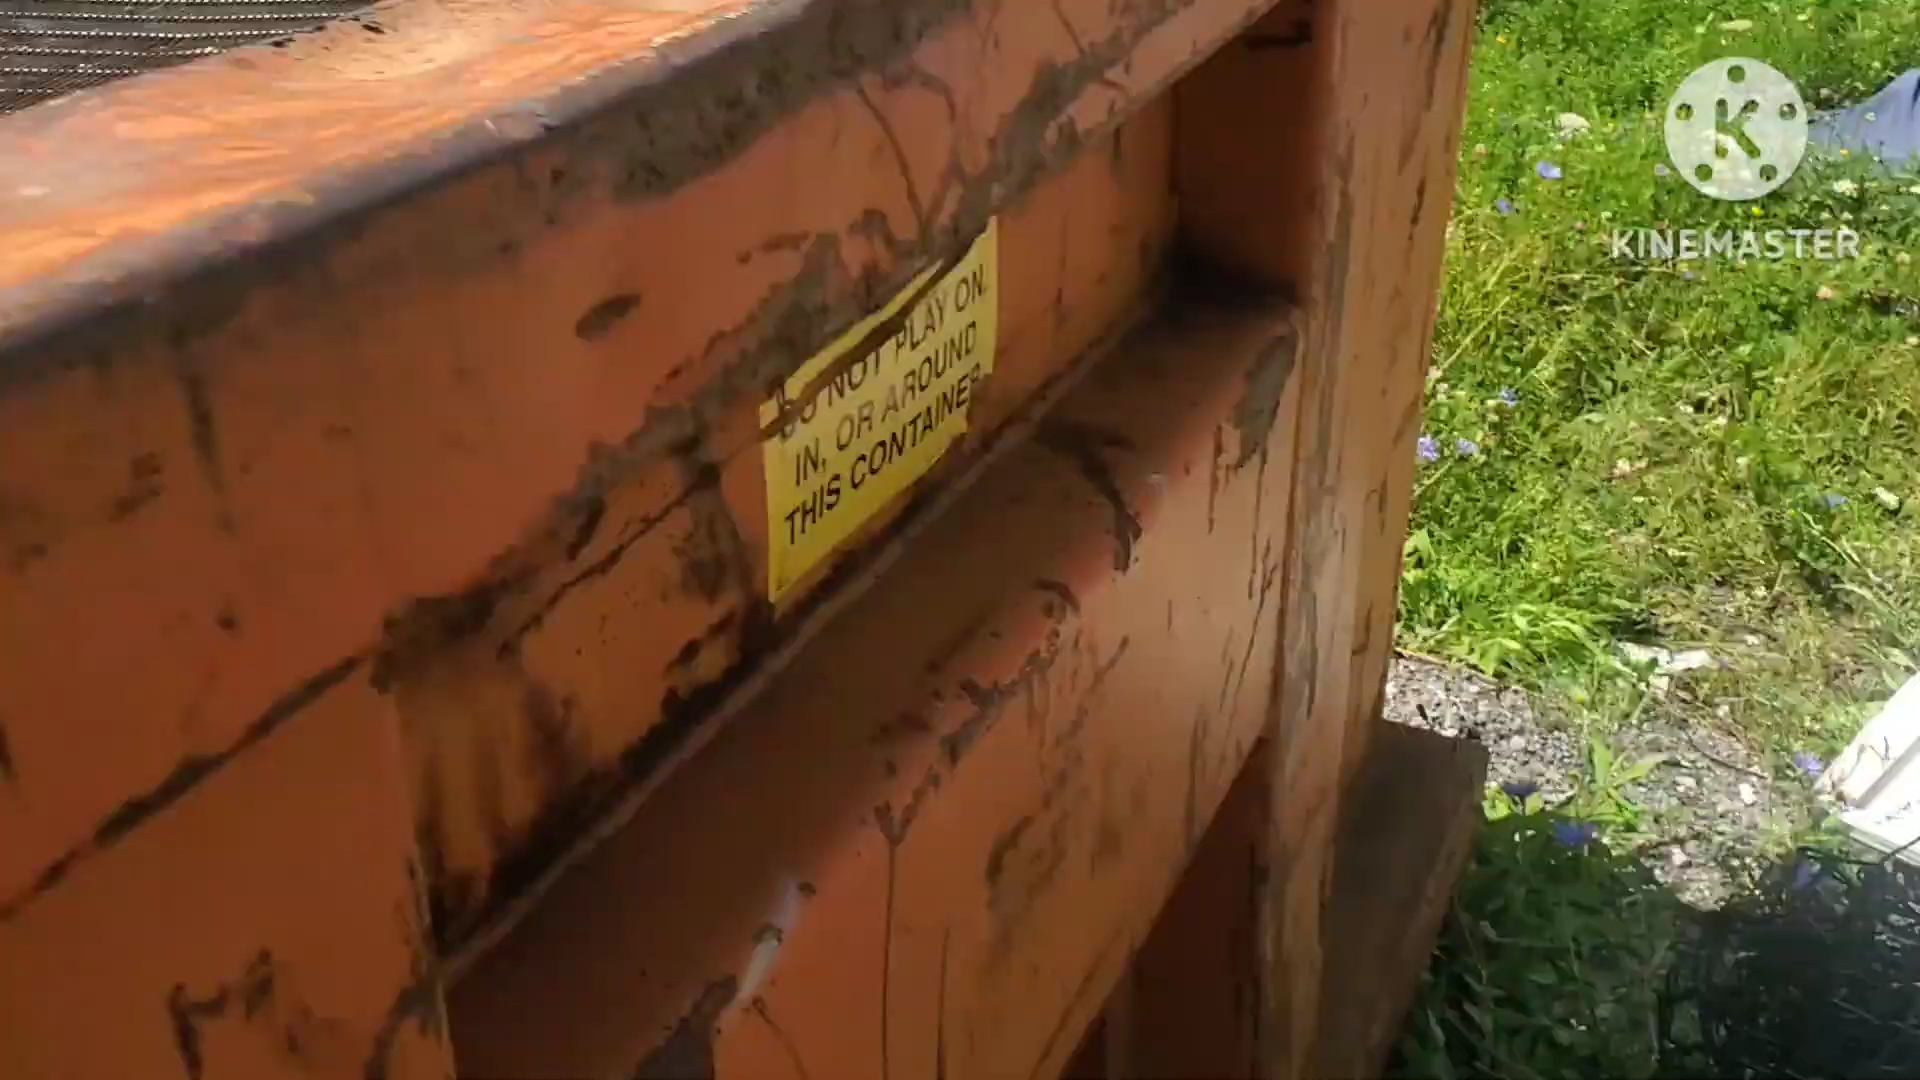 DO NOT PLAY ON,
IN, OR AROUND
THIS CONTAINER
K
KINEMASTER